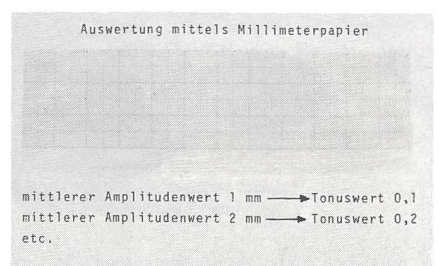 Auswertung mittels Millimeterpapier
mittlerer Amplitudenwert 1 mm ⟶ Tonuswert 0,1
mittlerer Amplitudenwert 2 mm ⟶ Tonuswert 0,2
etc.